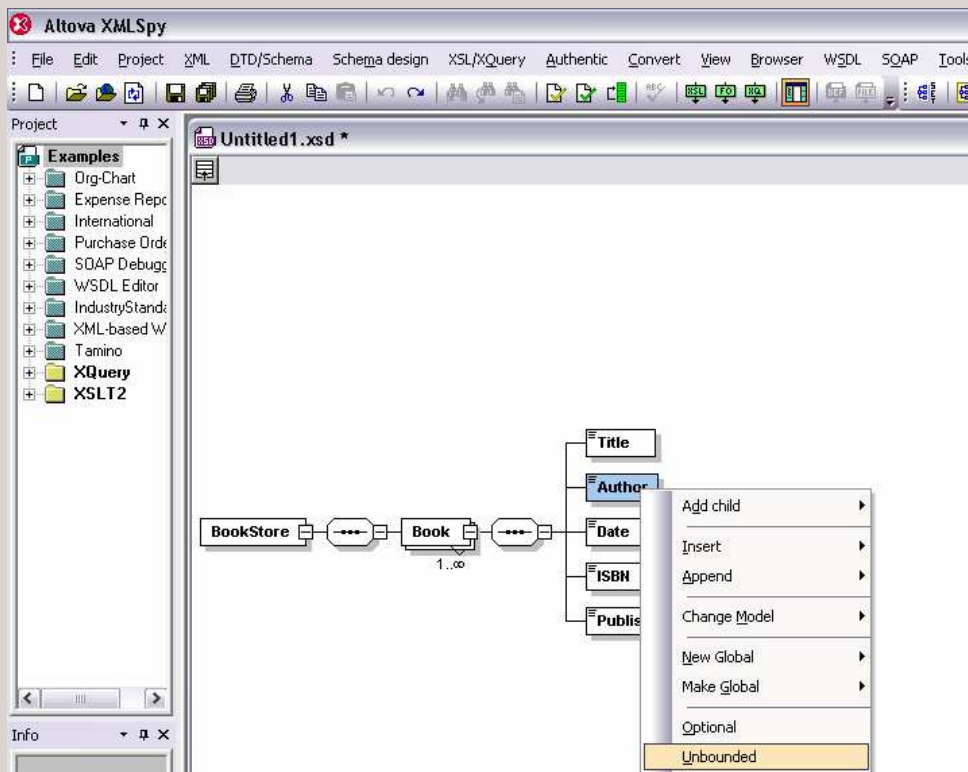 Altova XMLSpy
File Edit Project XML DTD/Schema Schema design XSL/XQuery Authentic Convert View Browser WSDL SOAP Tools
Project
Untitled1.xsd *
Examples
Org-Chart
Expense Repo
International
Purchase Orde
SOAP Debugg
WSDL Editor
IndustryStanda
XML-based W
Tamino
XQuery
XSLT2
Title
Author
BookStore
Book
1..∞
Date
ISBN
Publis
Add child
Insert
Append
Change Model
New Global
Make Global
Optional
Unbounded
Info